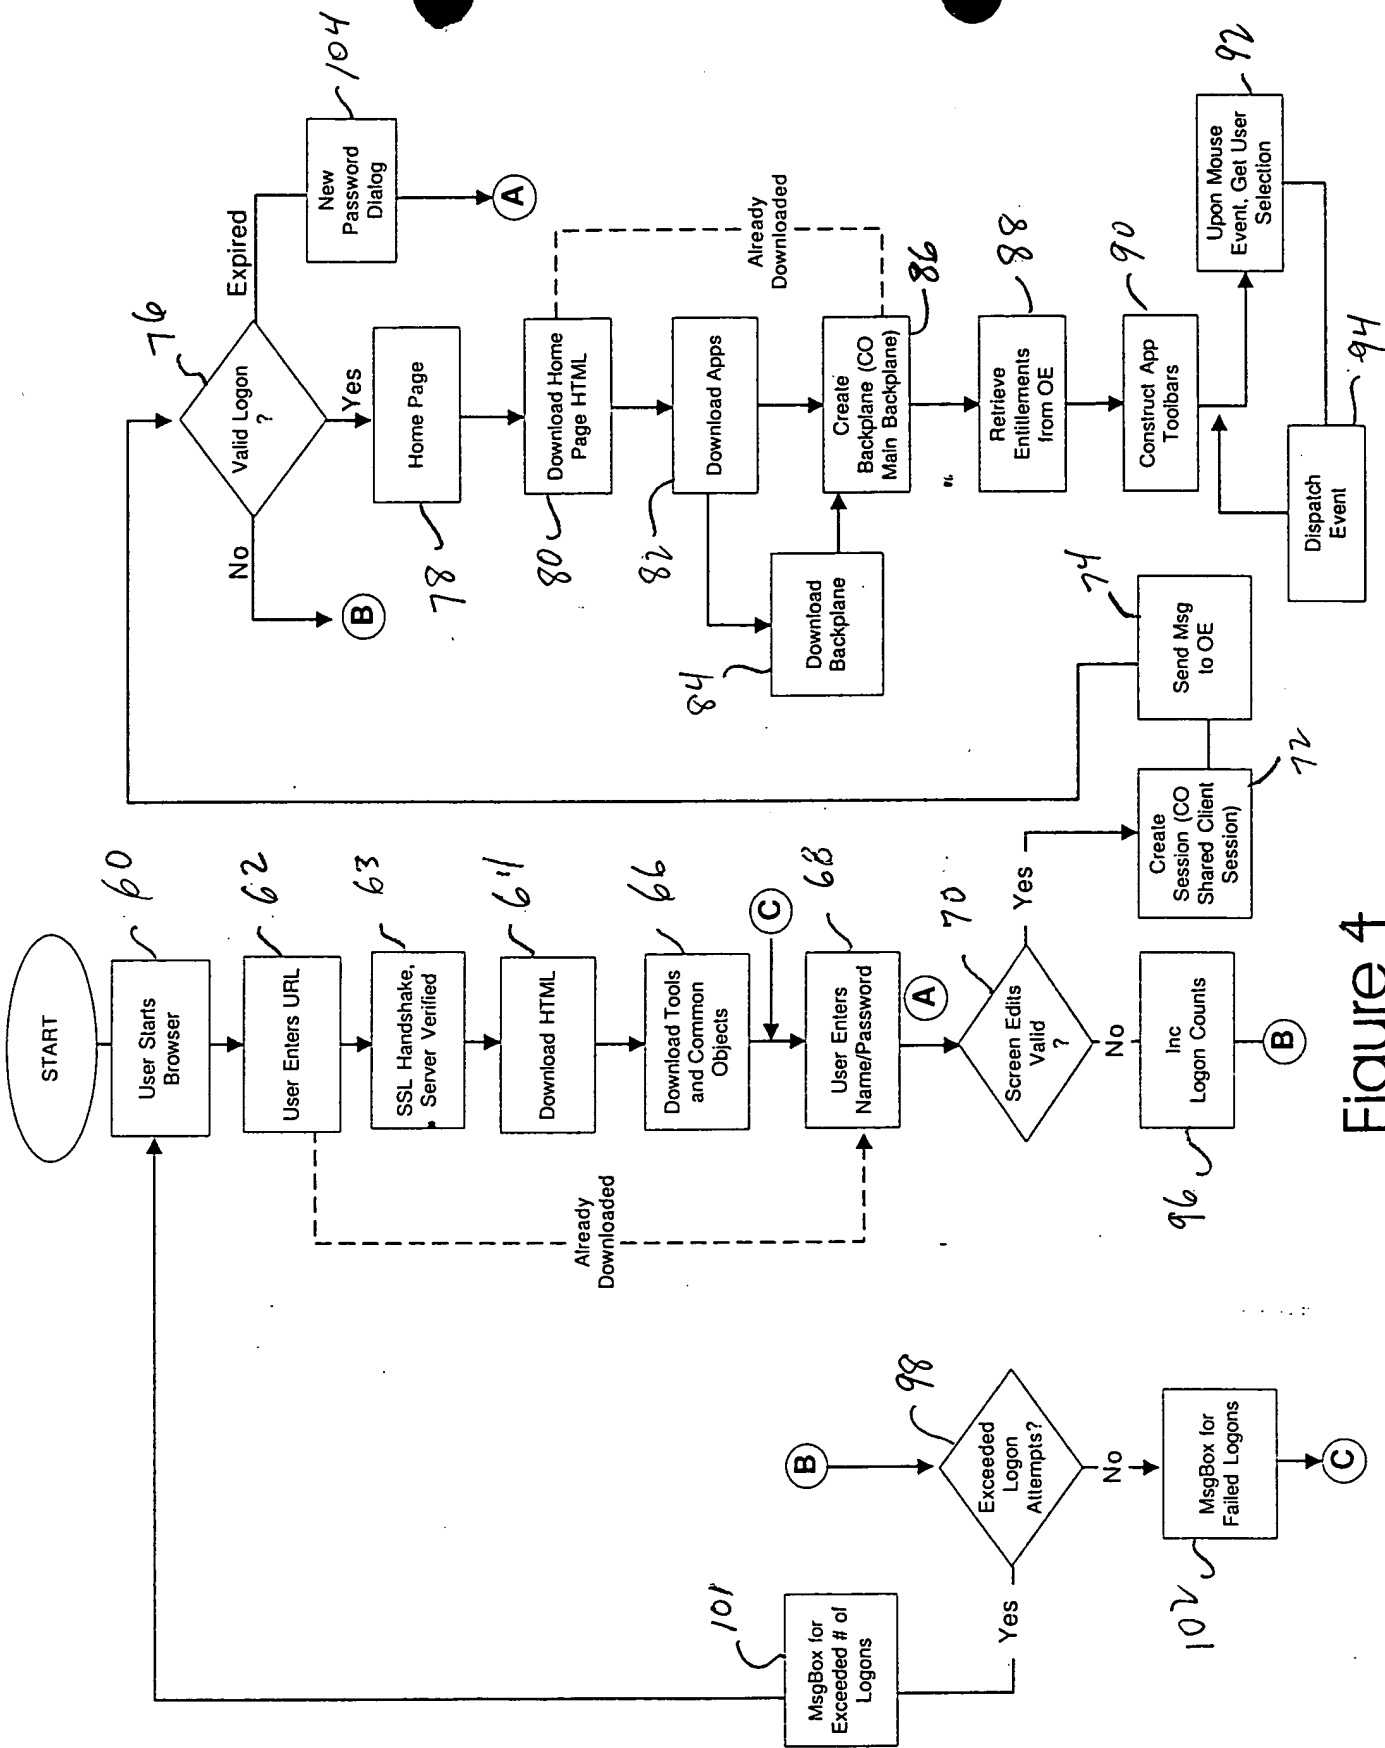 START
60
User Starts
Browser
62
User Enters URL
63
SSL Handshake,
Server Verified
64
Download HTML
66
Download Tools
and Common
Objects
C
68
User Enters
Name/Password
Already
Downloaded
A
70
Screen Edits
Valid
?
Yes
No
96
Inc
Logon Counts
B
Create
Session (CO
Shared Client
Session)
72
74
Send Msg
to OE
76
Valid Logon
?
Expired
104
New
Password
Dialog
A
No
B
Yes
78
Home Page
80
Download Home
Page HTML
82
Download Apps
84
Download
Backplane
Already
Downloaded
Create
Backplane (CO
Main Backplane)
86
88
Retrieve
Entitlements
from OE
90
Construct App
Toolbars
92
Upon Mouse
Event, Get User
Selection
94
Dispatch
Event
B
98
Exceeded
Logon
Attempts?
Yes
101
MsgBox for
Exceeded # of
Logons
No
102
MsgBox for
Failed Logons
C
Figure 4